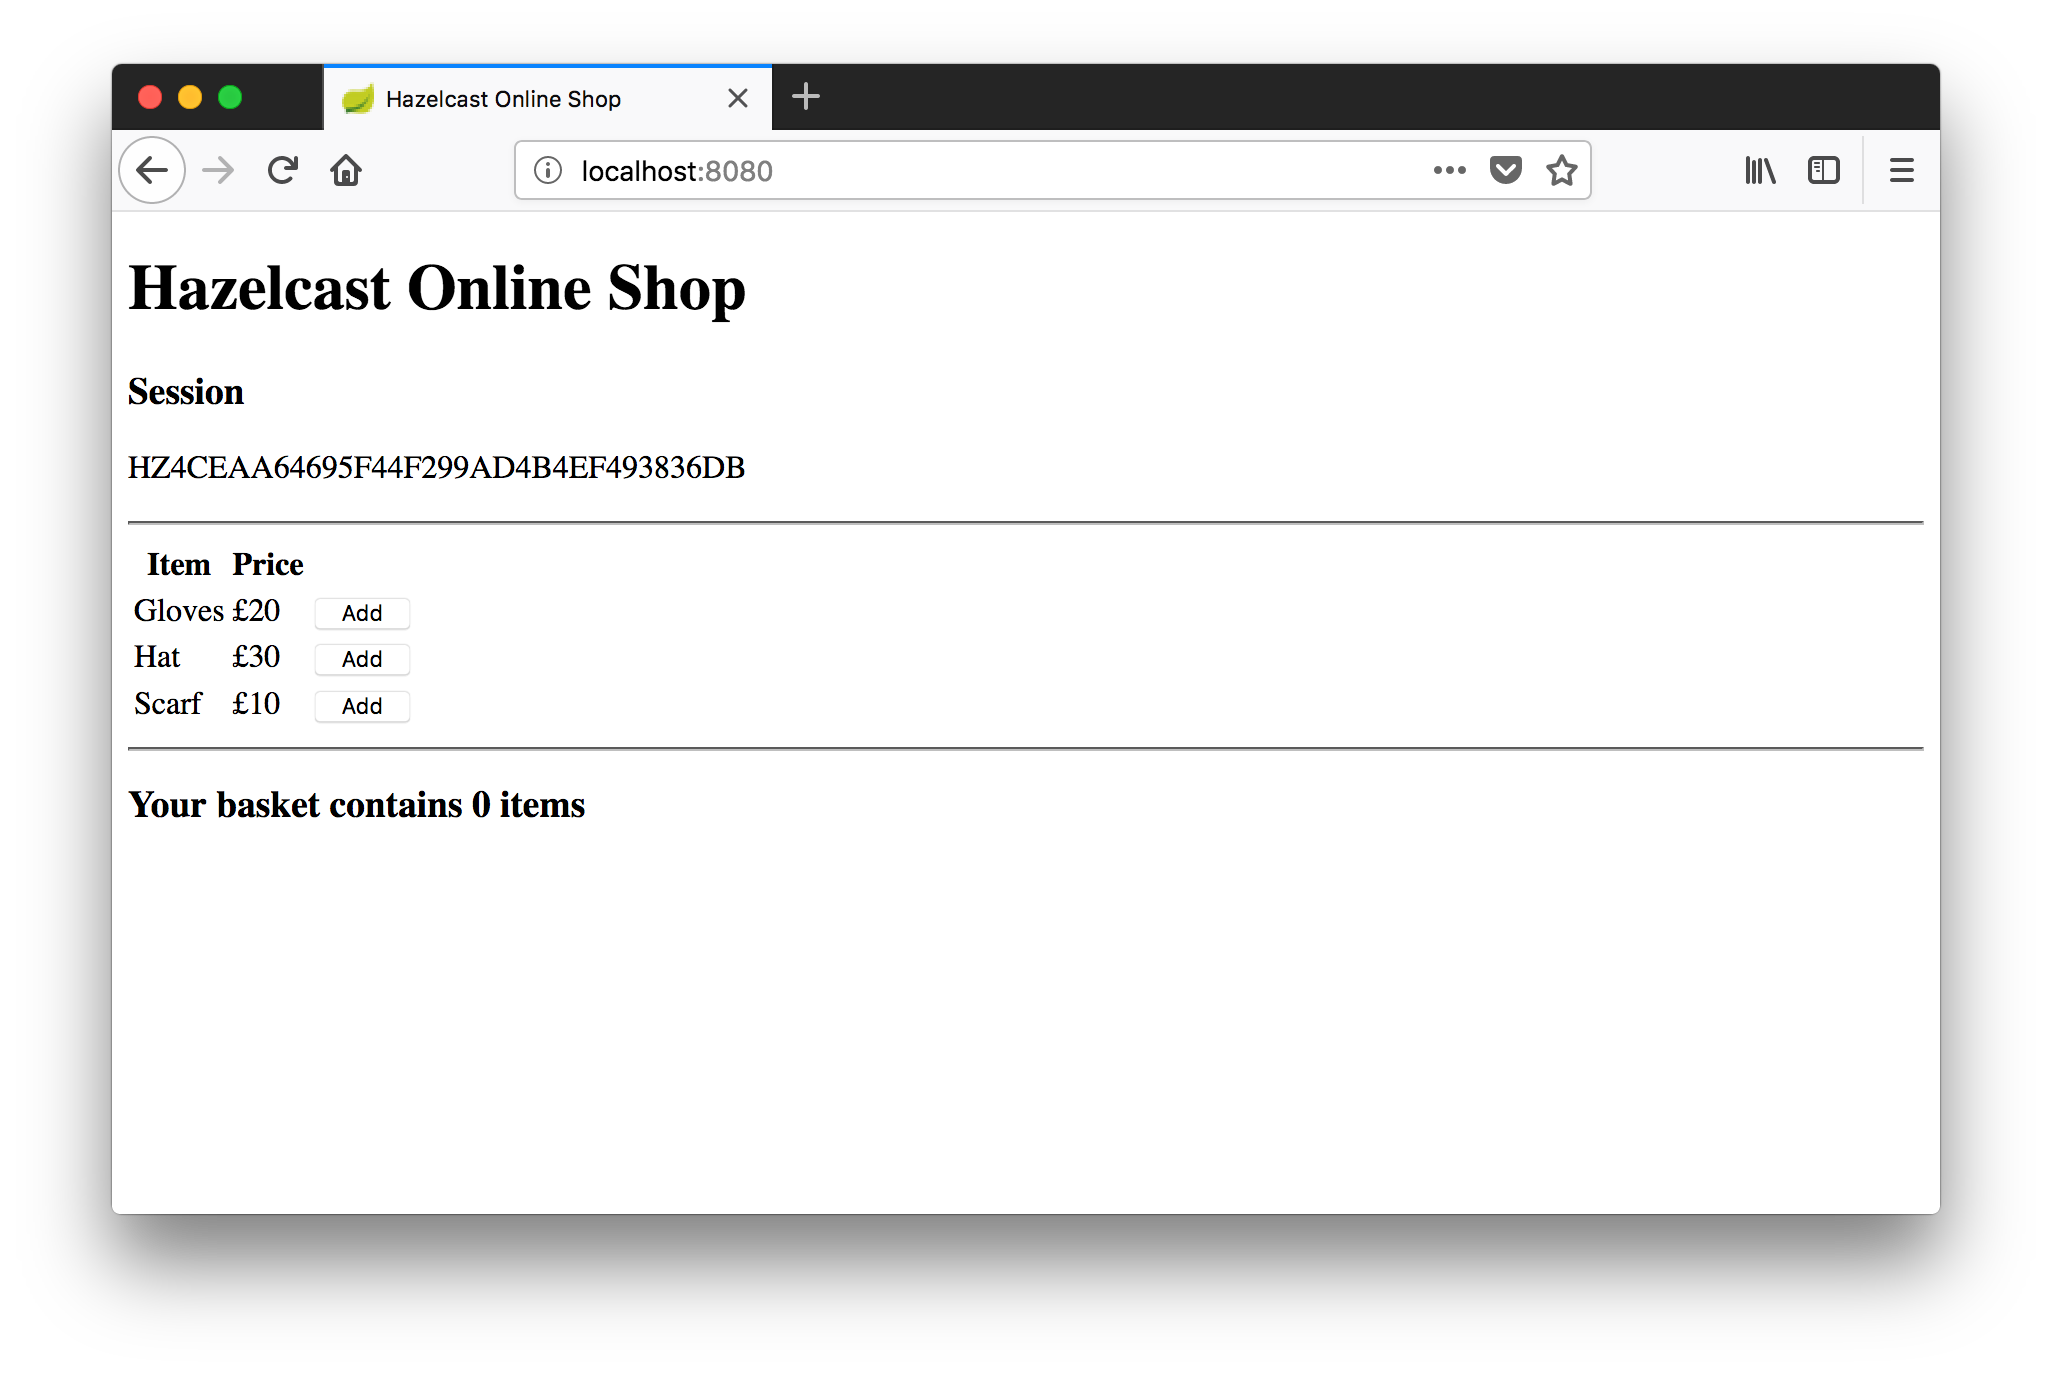 Hazelcast Online Shop
localhost:8080
Hazelcast Online Shop
Session
HZ4CEAA64695F44F299AD4B4EF493836DB
Item Price
Gloves £20 Add
Hat £30 Add
Scarf £10 Add
Your basket contains 0 items